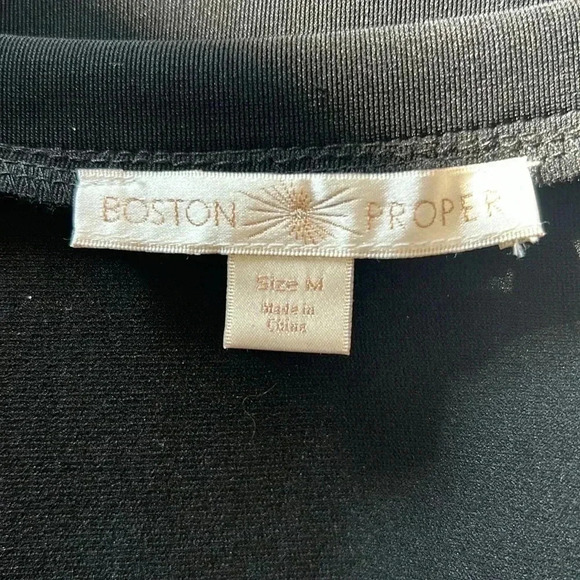 BOSTON PROPER
Size M
Made in
China